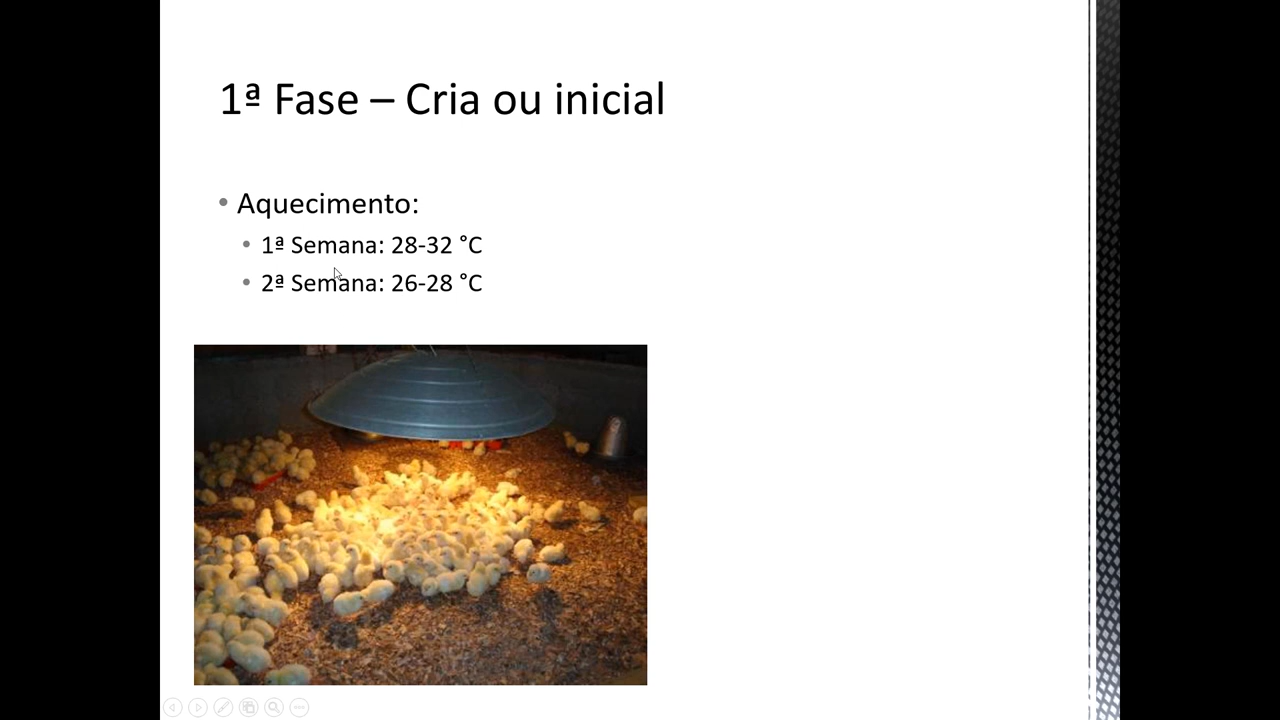 1ª Fase – Cria ou inicial
• Aquecimento:
• 1ª Semana: 28-32 °C
• 2ª Semana: 26-28 °C